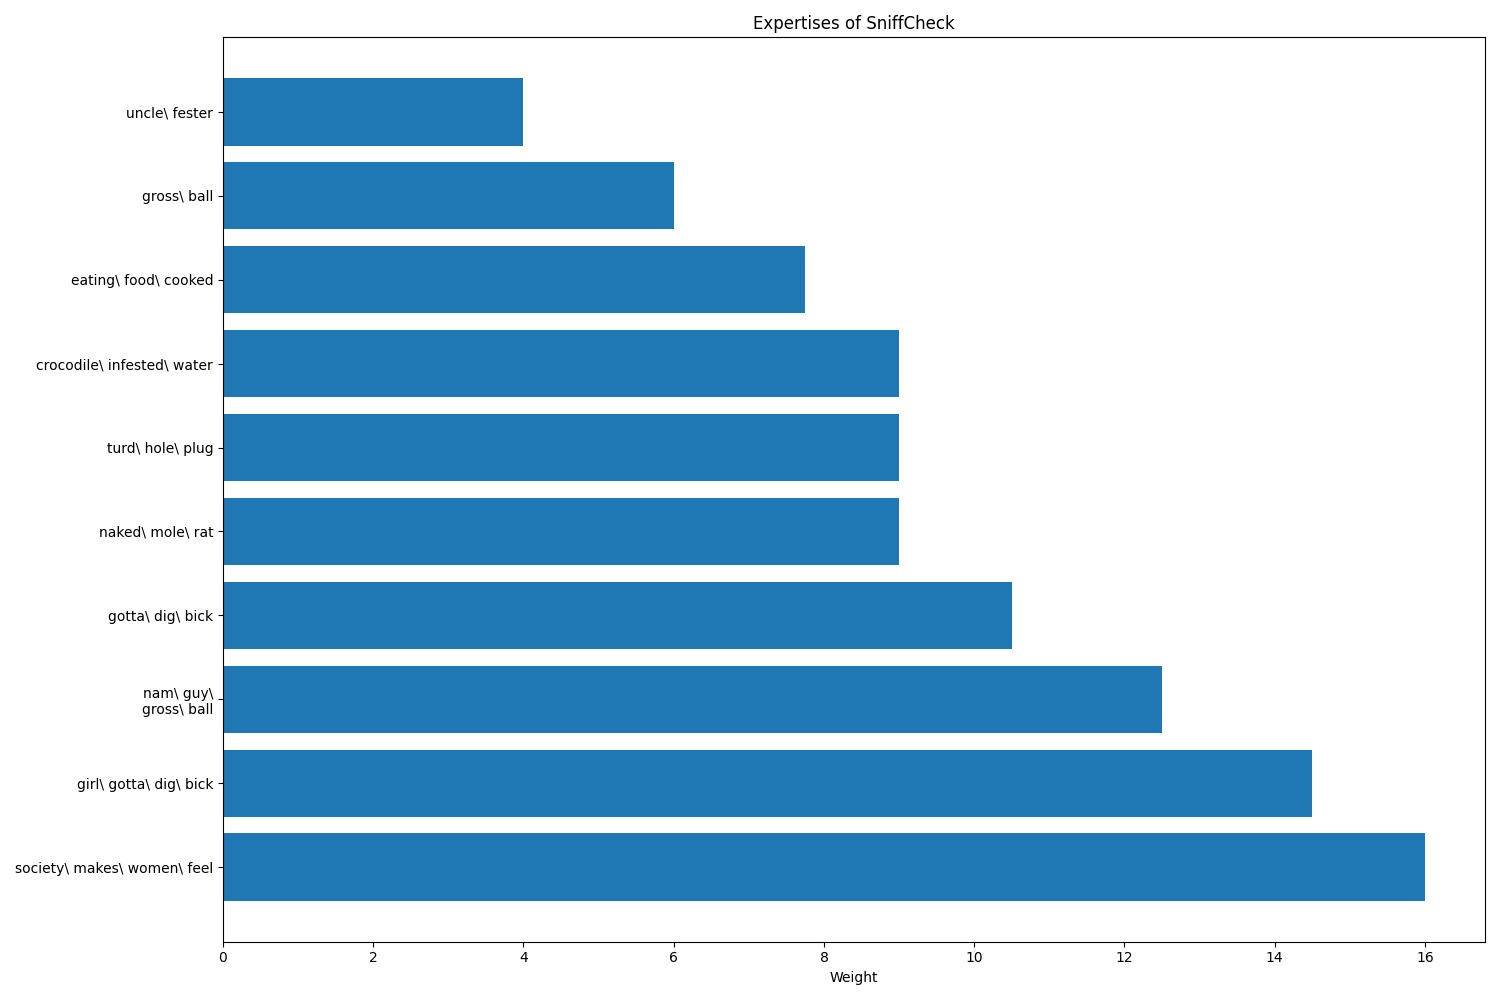 Expertises of SniffCheck
uncle\ fester
gross\ ball
eating\ food\ cooked
crocodile\ infested\ water
turd\ hole\ plug
naked\ mole\ rat
gotta\ dig\ bick
nam\ guy\
gross\ ball
girl\ gotta\ dig\ bick
society\ makes\ women\ feel
0 2 4 6 8 10 12 14 16
Weight